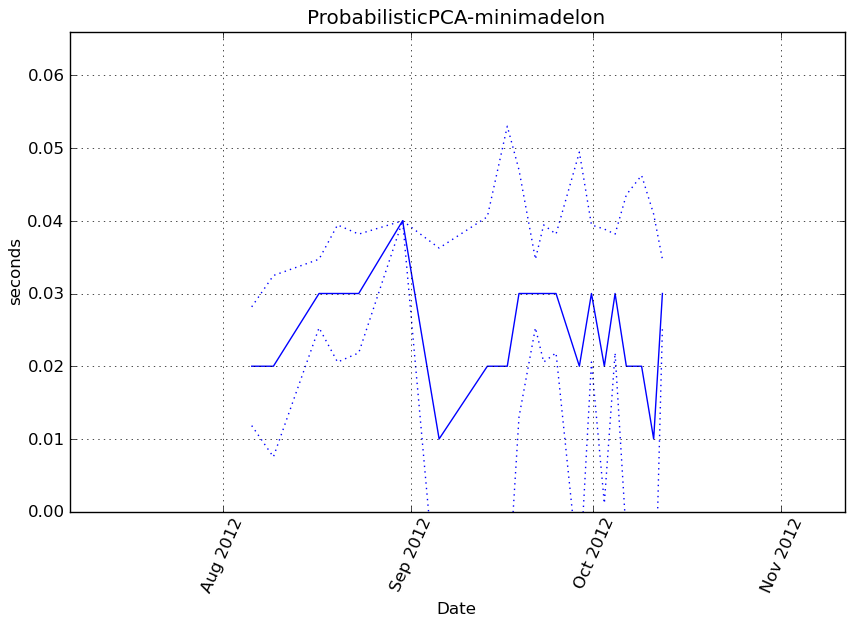 ProbabilisticPCA-minimadelon
seconds
0.06
0.05
0.04
0.03
0.02
0.01
0.00
Aug 2012
Sep 2012
Oct 2012
Nov 2012
Date